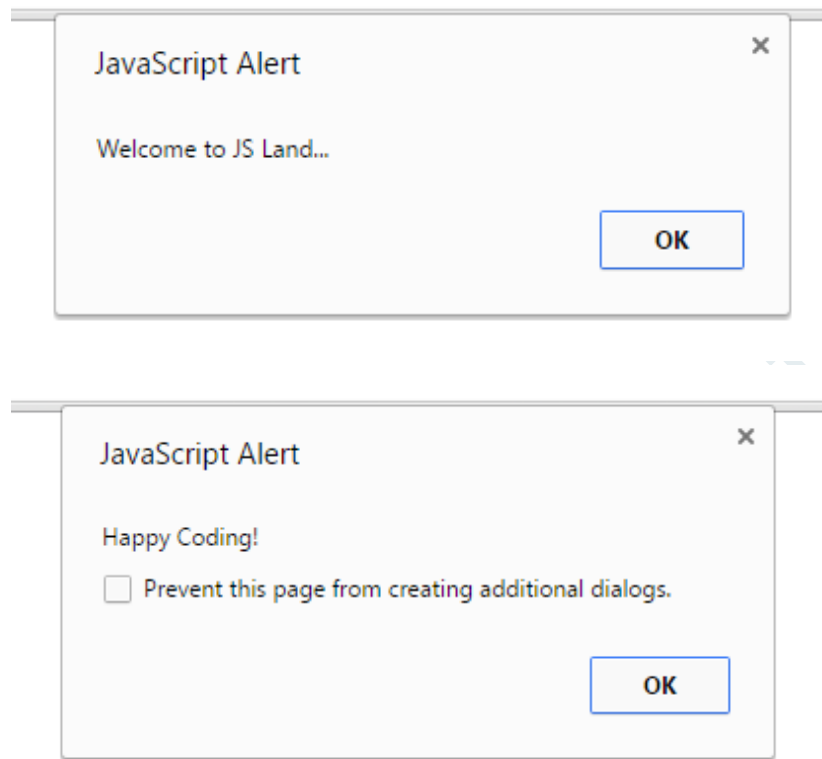 JavaScript Alert
Welcome to JS Land...
OK
JavaScript Alert
Happy Coding!
Prevent this page from creating additional dialogs.
OK